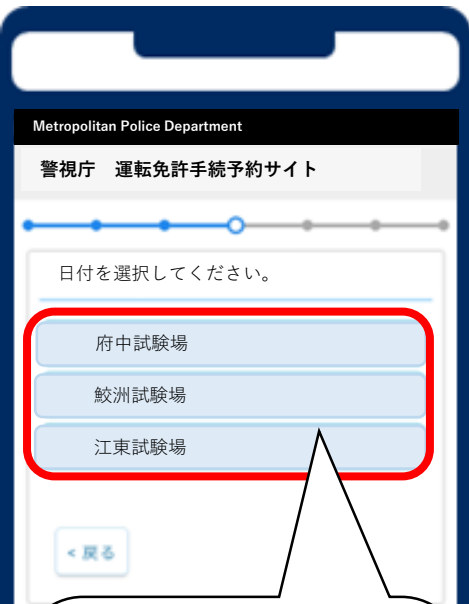 Metropolitan Police Department
警視庁　運転免許手続予約サイト
日付を選択してください。
府中試験場
鮫洲試験場
江東試験場
< 戻る